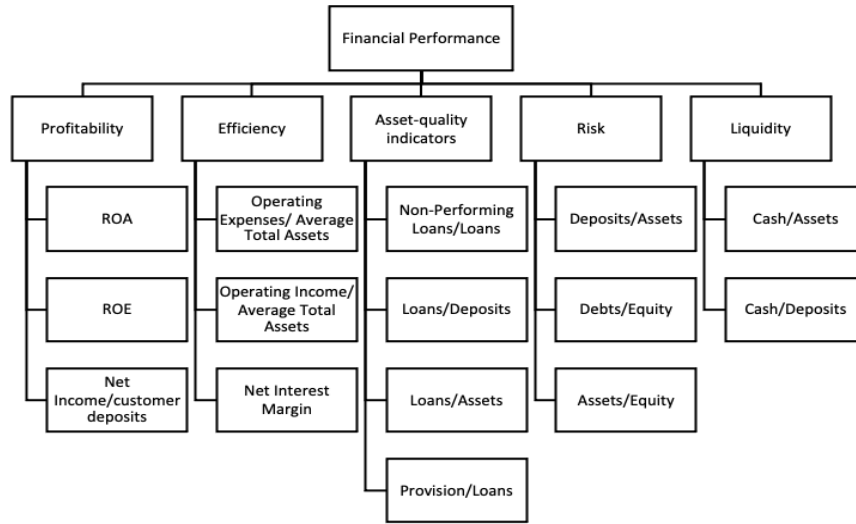 Financial Performance
Profitability
Efficiency
Asset-quality
indicators
Risk
Liquidity
ROA
Operating
Expenses/ Average
Total Assets
Non-Performing
Loans/Loans
Deposits/Assets
Cash/Assets
ROE
Operating Income/
Average Total
Assets
Loans/Deposits
Debts/Equity
Cash/Deposits
Net
Income/customer
deposits
Net Interest
Margin
Loans/Assets
Assets/Equity
Provision/Loans